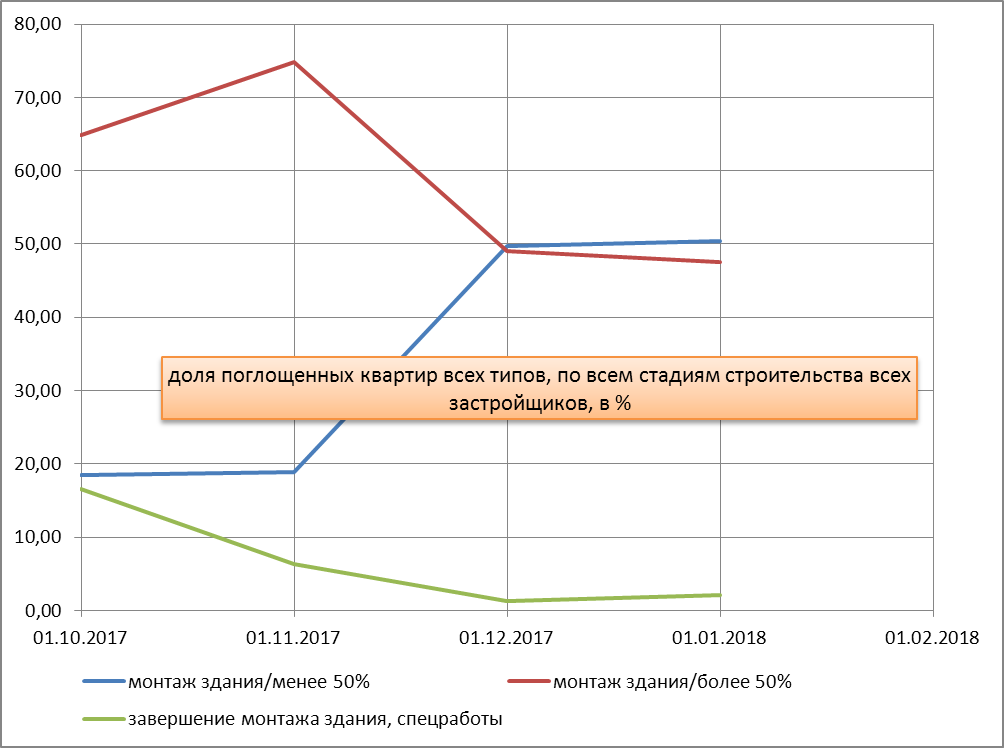 80,00
70,00
60,00
50,00
40,00
30,00
20,00
10,00
0,00
доля поглощенных квартир всех типов, по всем стадиям строительства всех
застройщиков, в %
01.10.2017 01.11.2017 01.12.2017 01.01.2018 01.02.2018
монтаж здания/менее 50% монтаж здания/более 50%
завершение монтажа здания, спецработы